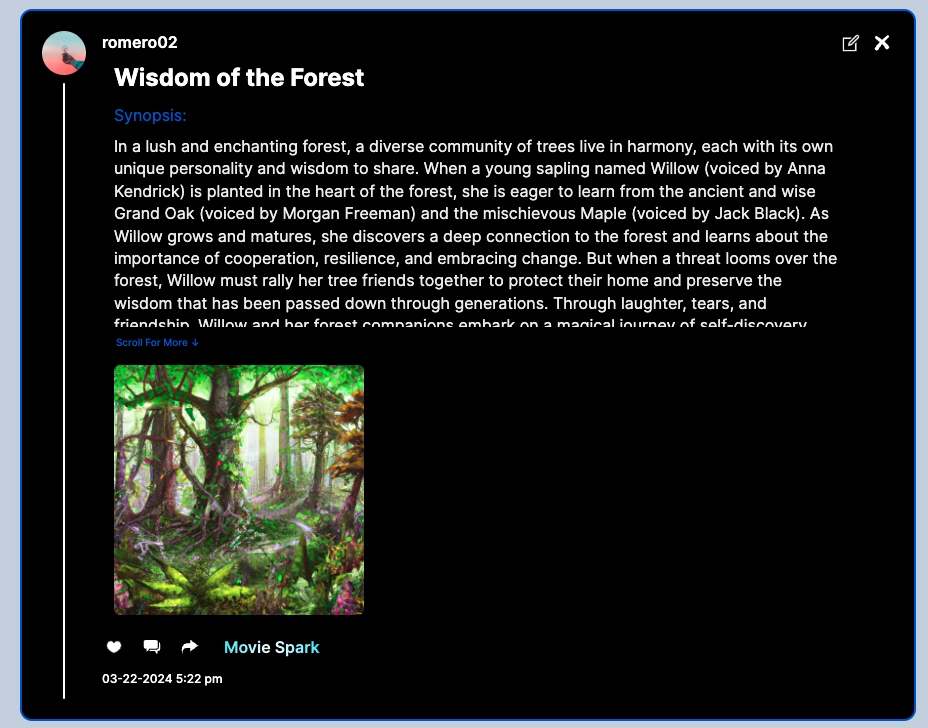 romero02
Wisdom of the Forest
Synopsis:
In a lush and enchanting forest, a diverse community of trees live in harmony, each with its own
unique personality and wisdom to share. When a young sapling named Willow (voiced by Anna
Kendrick) is planted in the heart of the forest, she is eager to learn from the ancient and wise
Grand Oak (voiced by Morgan Freeman) and the mischievous Maple (voiced by Jack Black). As
Willow grows and matures, she discovers a deep connection to the forest and learns about the
importance of cooperation, resilience, and embracing change. But when a threat looms over the
forest, Willow must rally her tree friends together to protect their home and preserve the
wisdom that has been passed down through generations. Through laughter, tears, and
friendship, Willow and her forest companions embark on a magical journey of self-discovery
Scroll For More ↓
Movie Spark
03-22-2024 5:22 pm